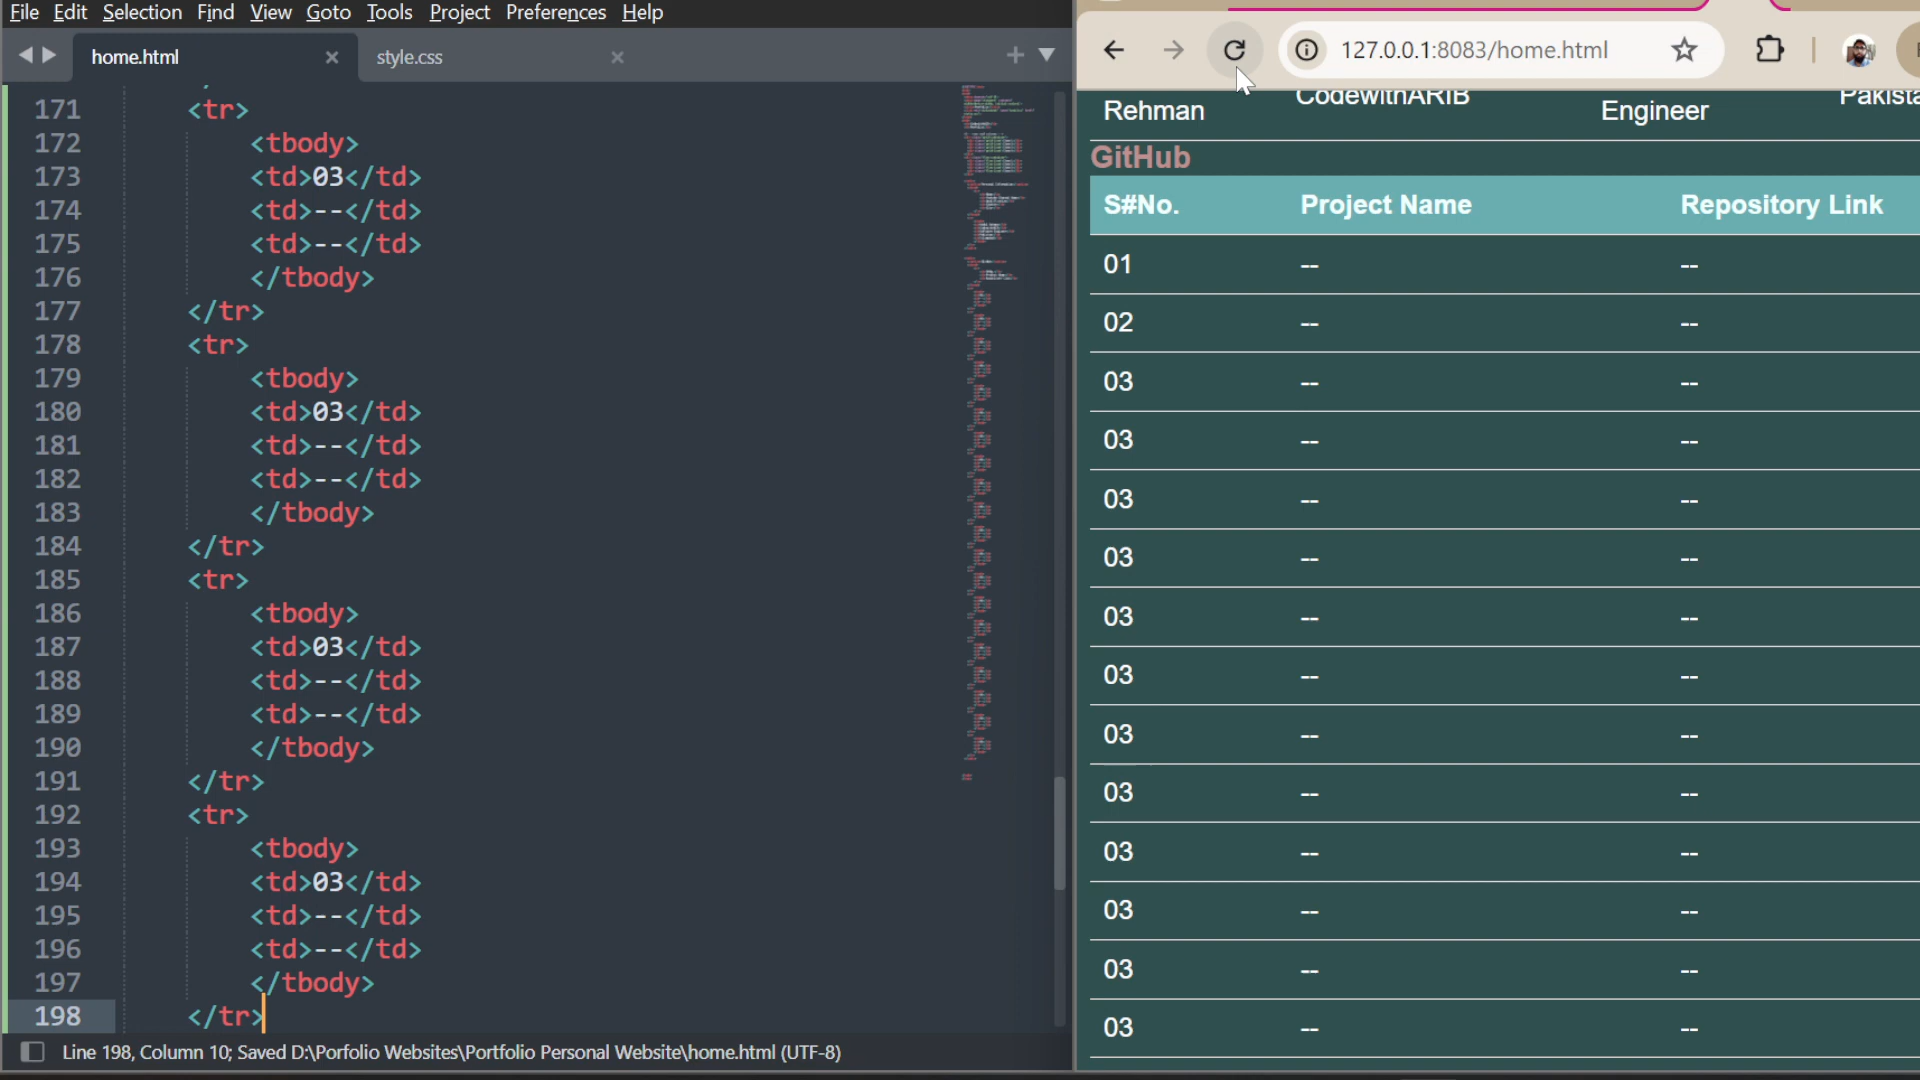 File Edit Selection Find View Goto Tools Project Preferences Help
home.html
style.css
171 <tr>
172 <tbody>
173 <td>03</td>
174 <td>--</td>
175 <td>--</td>
176 </tbody>
177 </tr>
178 <tr>
179 <tbody>
180 <td>03</td>
181 <td>--</td>
182 <td>--</td>
183 </tbody>
184 </tr>
185 <tr>
186 <tbody>
187 <td>03</td>
188 <td>--</td>
189 <td>--</td>
190 </tbody>
191 </tr>
192 <tr>
193 <tbody>
194 <td>03</td>
195 <td>--</td>
196 <td>--</td>
197 </tbody>
198 </tr>
Line 198, Column 10; Saved D:\Porfolio Websites\Portfolio Personal Website\home.html (UTF-8)
127.0.0.1:8083/home.html
Rehman CodewithARIB Engineer Pakista
GitHub
S#No. Project Name Repository Link
01 -- --
02 -- --
03 -- --
03 -- --
03 -- --
03 -- --
03 -- --
03 -- --
03 -- --
03 -- --
03 -- --
03 -- --
03 -- --
03 -- --